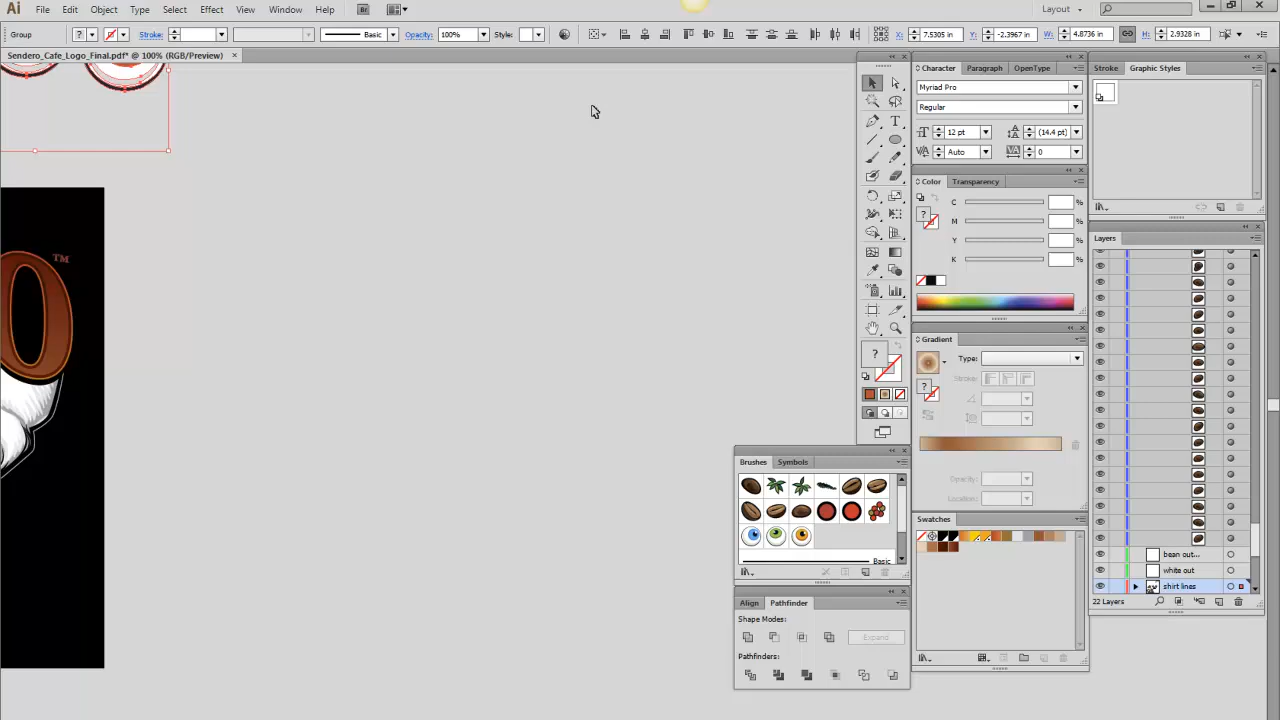 Ai File Edit Object Type Select Effect View Window Help Br Layout
Group Stroke: Basic Opacity: 100% Style: X: 7.5305 in Y: -2.3967 in W: 4.8736 in H: 2.9328 in
Sendero_Cafe_Logo_Final.pdf* @ 100% (RGB/Preview)
Character Paragraph OpenType
Stroke Graphic Styles
Myriad Pro
Regular
12 pt (14.4 pt)
Auto 0
Color Transparency
C %
M %
Y %
K %
Layers
O
TM
Gradient
Type:
Stroke:
Opacity:
Location:
Brushes Symbols
Basic
Swatches
bean out...
white out
shirt lines
22 Layers
Align Pathfinder
Shape Modes:
Expand
Pathfinders: